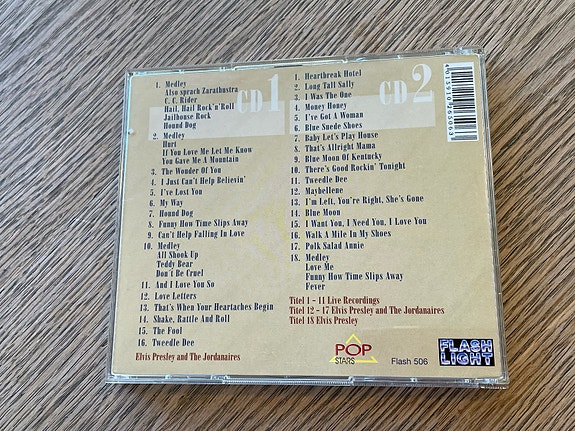 CD 1
1. Medley
Also sprach Zarathustra
C. C. Rider
Hail, Hail Rock'n'Roll
Jailhouse Rock
Hound Dog
2. Medley
Hurt
If You Love Me Let Me Know
You Gave Me A Mountain
3. The Wonder Of You
4. I Just Can't Help Believin'
5. I've Lost You
6. My Way
7. Hound Dog
8. Funny How Time Slips Away
9. Can't Help Falling In Love
10. Medley
All Shook Up
Teddy Bear
Don't Be Cruel
11. And I Love You So
12. Love Letters
13. That's When Your Heartaches Begin
14. Shake, Rattle And Roll
15. The Fool
16. Tweedle Dee
Elvis Presley and The Jordanaires
CD 2
1. Heartbreak Hotel
2. Long Tall Sally
3. I Was The One
4. Money Honey
5. I've Got A Woman
6. Blue Suede Shoes
7. Baby Let's Play House
8. That's Allright Mama
9. Blue Moon Of Kentucky
10. There's Good Rockin' Tonight
11. Tweedle Dee
12. Maybellene
13. I'm Left, You're Right, She's Gone
14. Blue Moon
15. I Want You, I Need You, I Love You
16. Walk A Mile In My Shoes
17. Polk Salad Annie
18. Medley
Love Me
Funny How Time Slips Away
Fever
Titel 1 - 11 Live Recordings
Titel 12 - 17 Elvis Presley and The Jordanaires
Titel 18 Elvis Presley
POP
STARS
Flash 506
FLASH
LIGHT